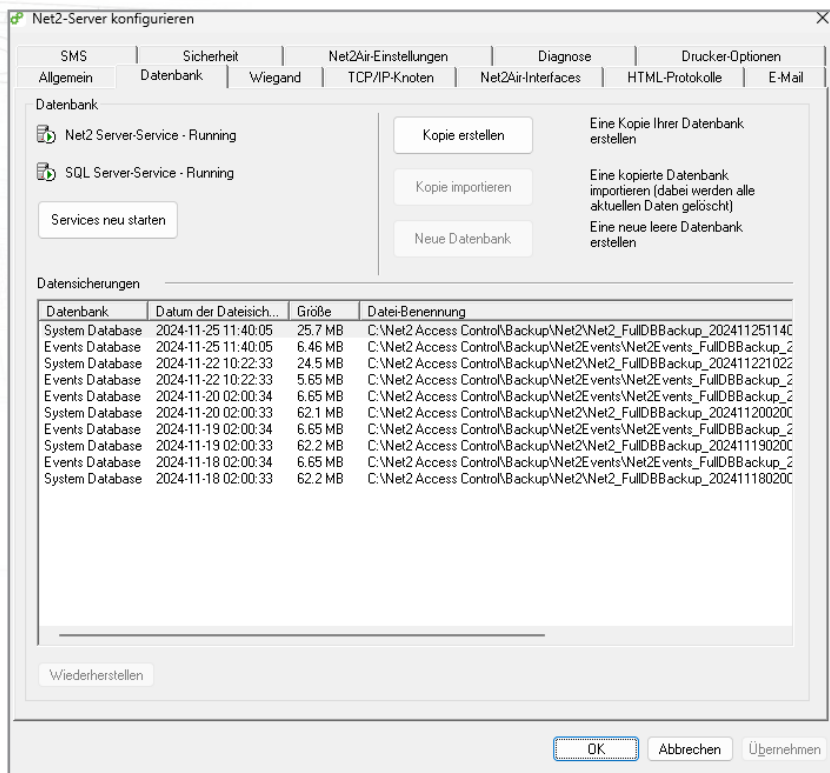 Net2-Server konfigurieren
SMS Sicherheit Net2Air-Einstellungen Diagnose Drucker-Optionen
Allgemein Datenbank Wiegand TCP/IP-Knoten Net2Air-Interfaces HTML-Protokolle E-Mail
Datenbank
Net2 Server-Service - Running
SQL Server-Service - Running
Services neu starten
Kopie erstellen
Eine Kopie Ihrer Datenbank
erstellen
Kopie importieren
Eine kopierte Datenbank
importieren (dabei werden alle
aktuellen Daten gelöscht)
Neue Datenbank
Eine neue leere Datenbank
erstellen
Datensicherungen
Datenbank Datum der Dateisich... Größe Datei-Benennung
System Database 2024-11-25 11:40:05 25.7 MB C:\Net2 Access Control\Backup\Net2\Net2_FullDBBackup_20241125114C
Events Database 2024-11-25 11:40:05 6.46 MB C:\Net2 Access Control\Backup\Net2Events\Net2Events_FullDBBackup_2
System Database 2024-11-22 10:22:33 24.5 MB C:\Net2 Access Control\Backup\Net2\Net2_FullDBBackup_202411221022
Events Database 2024-11-22 10:22:33 5.65 MB C:\Net2 Access Control\Backup\Net2Events\Net2Events_FullDBBackup_2
Events Database 2024-11-20 02:00:34 6.65 MB C:\Net2 Access Control\Backup\Net2Events\Net2Events_FullDBBackup_2
System Database 2024-11-20 02:00:33 62.1 MB C:\Net2 Access Control\Backup\Net2\Net2_FullDBBackup_202411200200
Events Database 2024-11-19 02:00:34 6.65 MB C:\Net2 Access Control\Backup\Net2Events\Net2Events_FullDBBackup_2
System Database 2024-11-19 02:00:33 62.2 MB C:\Net2 Access Control\Backup\Net2\Net2_FullDBBackup_202411190200
Events Database 2024-11-18 02:00:34 6.65 MB C:\Net2 Access Control\Backup\Net2Events\Net2Events_FullDBBackup_2
System Database 2024-11-18 02:00:33 62.2 MB C:\Net2 Access Control\Backup\Net2\Net2_FullDBBackup_20241118020C
Wiederherstellen
OK Abbrechen Übernehmen